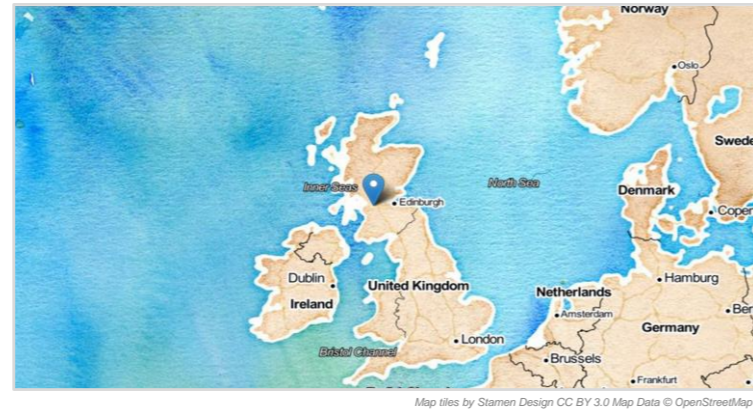 Norway
Oslo
Swede
Inner Seas
North Sea
Denmark
Edinburgh
Copen
Dublin
United Kingdom
Hamburg
Ireland
Netherlands
Ber
Amsterdam
Germany
London
Bristol Channel
Brussels
Frankfurt
Map tiles by Stamen Design CC BY 3.0 Map Data © OpenStreetMap